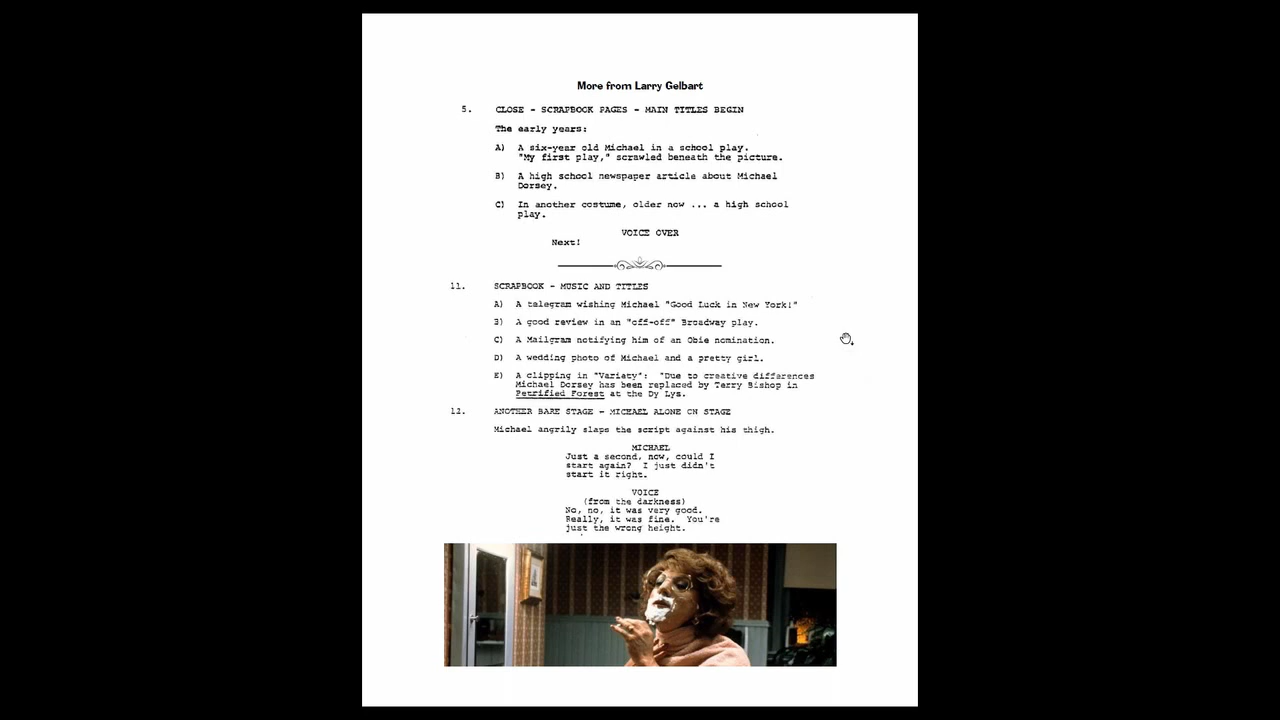 More from Larry Gelbart
5. CLOSE - SCRAPBOOK PAGES - MAIN TITLES BEGIN
The early years:
A) A six-year old Michael in a school play.
"My first play," scrawled beneath the picture.
B) A high school newspaper article about Michael
Dorsey.
C) In another costume, older now ... a high school
play.
VOICE OVER
Next!
11. SCRAPBOOK - MUSIC AND TITLES
A) A telegram wishing Michael "Good Luck in New York!"
B) A good review in an "off-off" Broadway play.
C) A Mailgram notifying him of an Obie nomination.
D) A wedding photo of Michael and a pretty girl.
E) A clipping in "Variety": "Due to creative differences
Michael Dorsey has been replaced by Terry Bishop in
Petrified Forest at the Dy Lys.
12. ANOTHER BARE STAGE - MICHAEL ALONE ON STAGE
Michael angrily slaps the script against his thigh.
MICHAEL
Just a second, now, could I
start again? I just didn't
start it right.
VOICE
(from the darkness)
No, no, it was very good.
Really, it was fine. You're
just the wrong height.